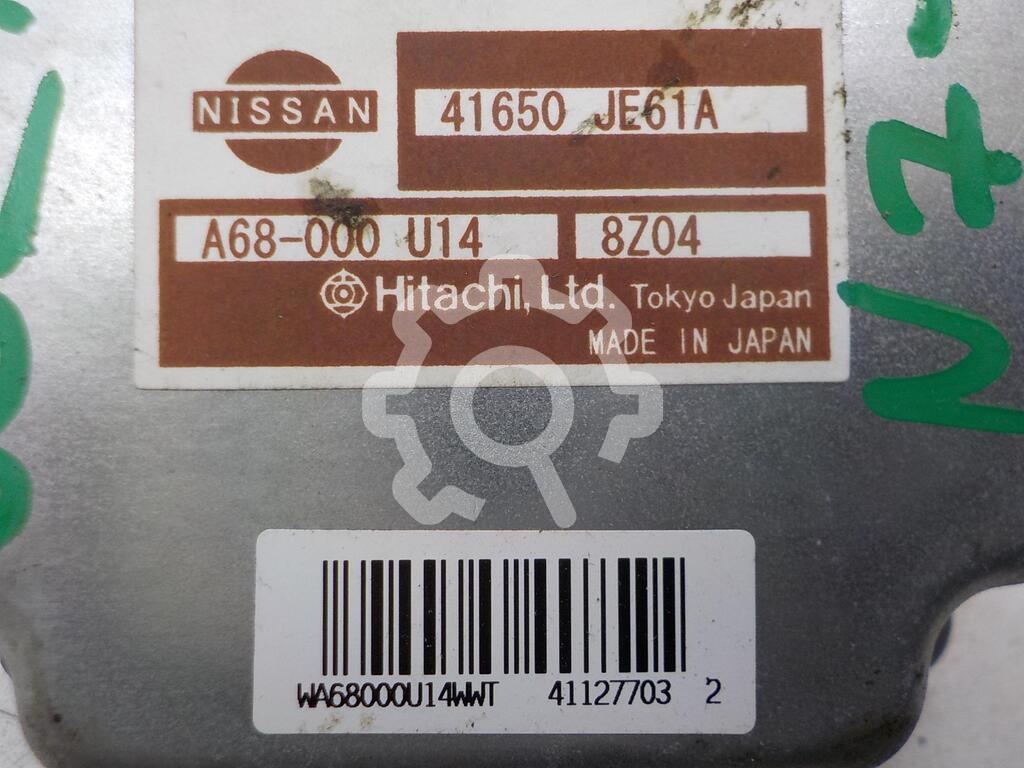 NISSAN
41650 JE61A
A68-000 U14 8Z04
Hitachi, Ltd. Tokyo Japan
MADE IN JAPAN
WA68000U14WWT 41127703 2